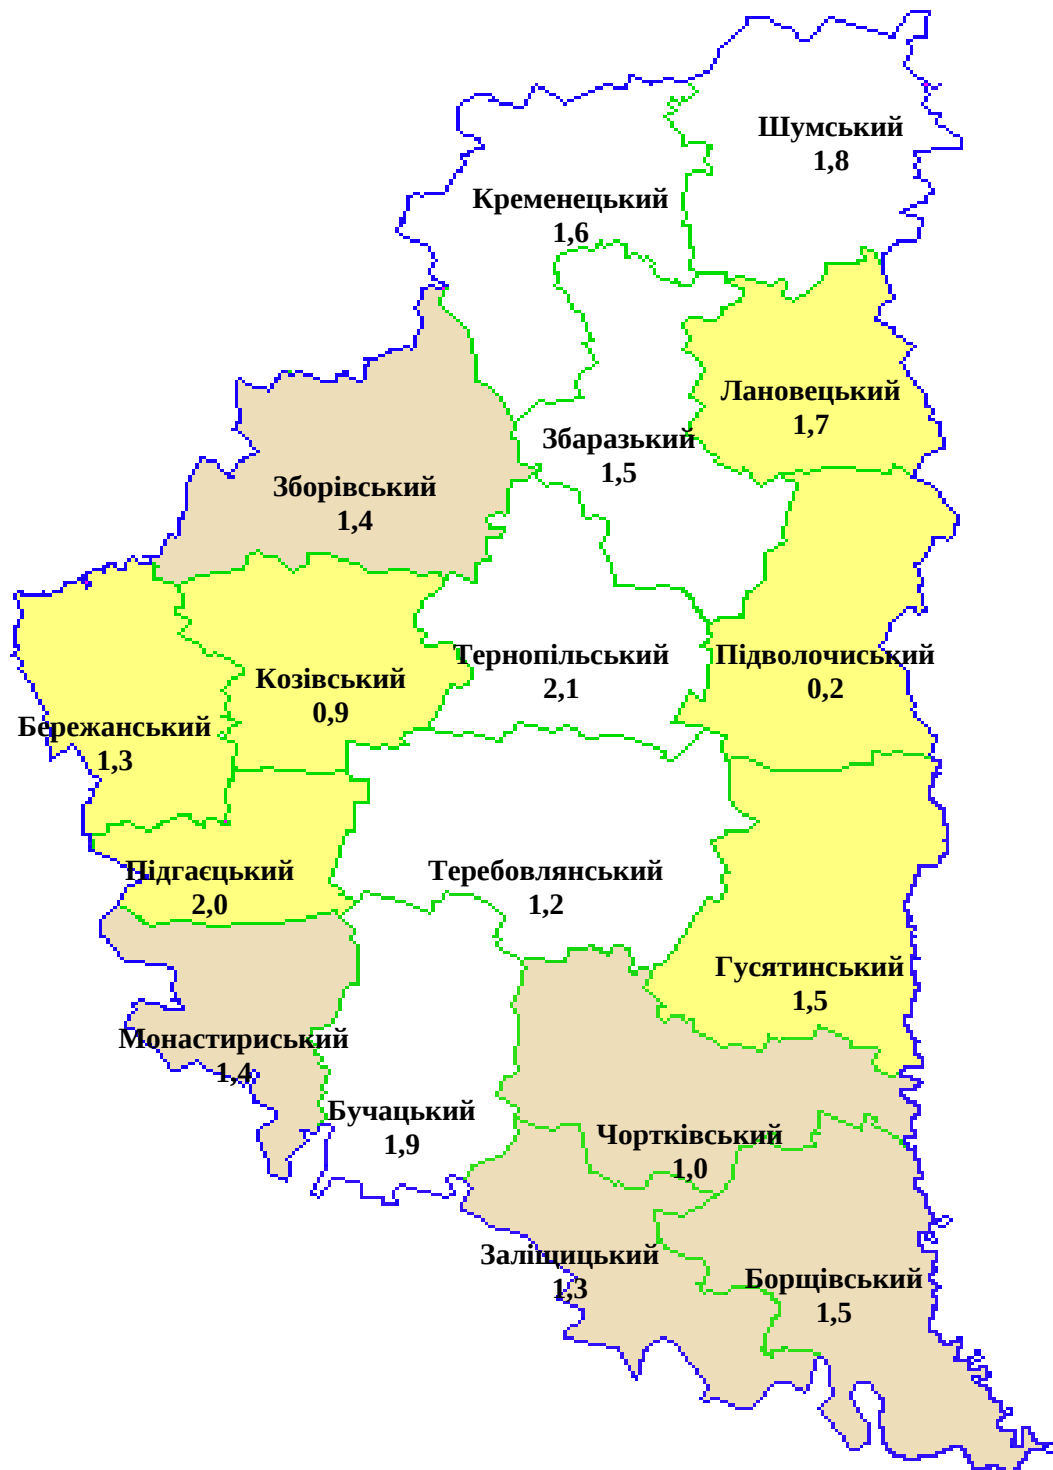 Шумський
1,8
Кременецький
1,6
Лановецький
1,7
Збаразький
1,5
Зборівський
1,4
Тернопільський
2,1
Підволочиський
0,2
Козівський
0,9
Бережанський
1,3
Підгаєцький
2,0
Теребовлянський
1,2
Гусятинський
1,5
Монастириський
1,4
Бучацький
1,9
Чортківський
1,0
Заліщицький
1,3
Борщівський
1,5